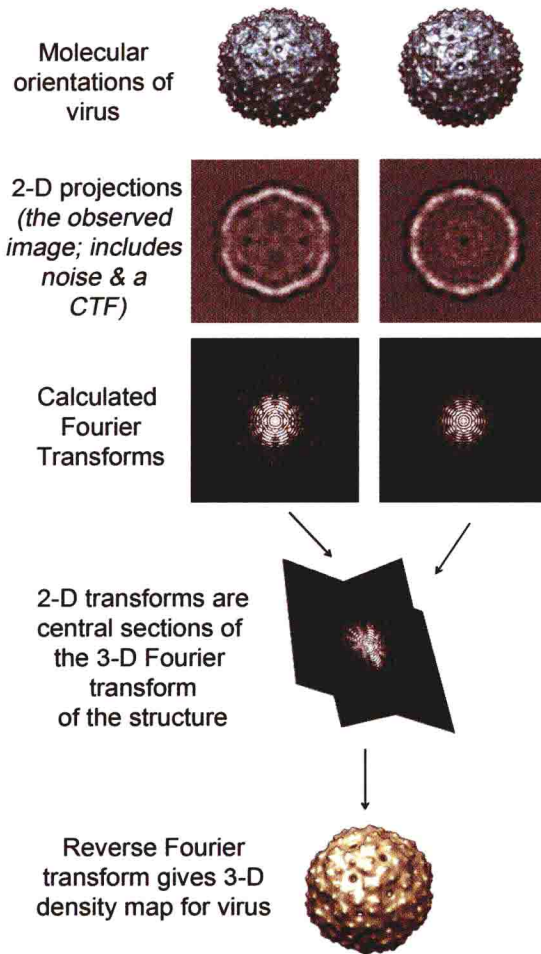 Molecular
orientations of
virus
2-D projections
(the observed
image; includes
noise & a
CTF)
Calculated
Fourier
Transforms
2-D transforms are
central sections of
the 3-D Fourier
transform
of the structure
Reverse Fourier
transform gives 3-D
density map for virus